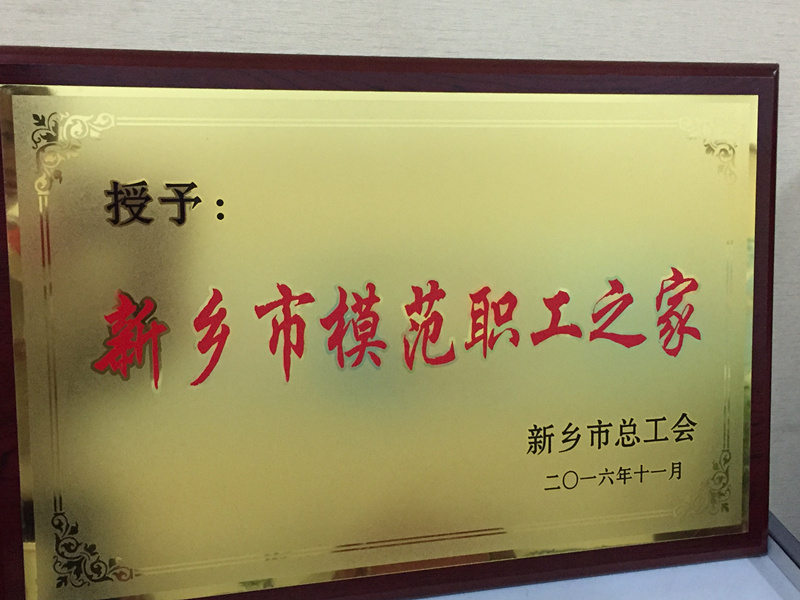 授予：
新乡市模范职工之家
新乡市总工会
二〇一六年十一月